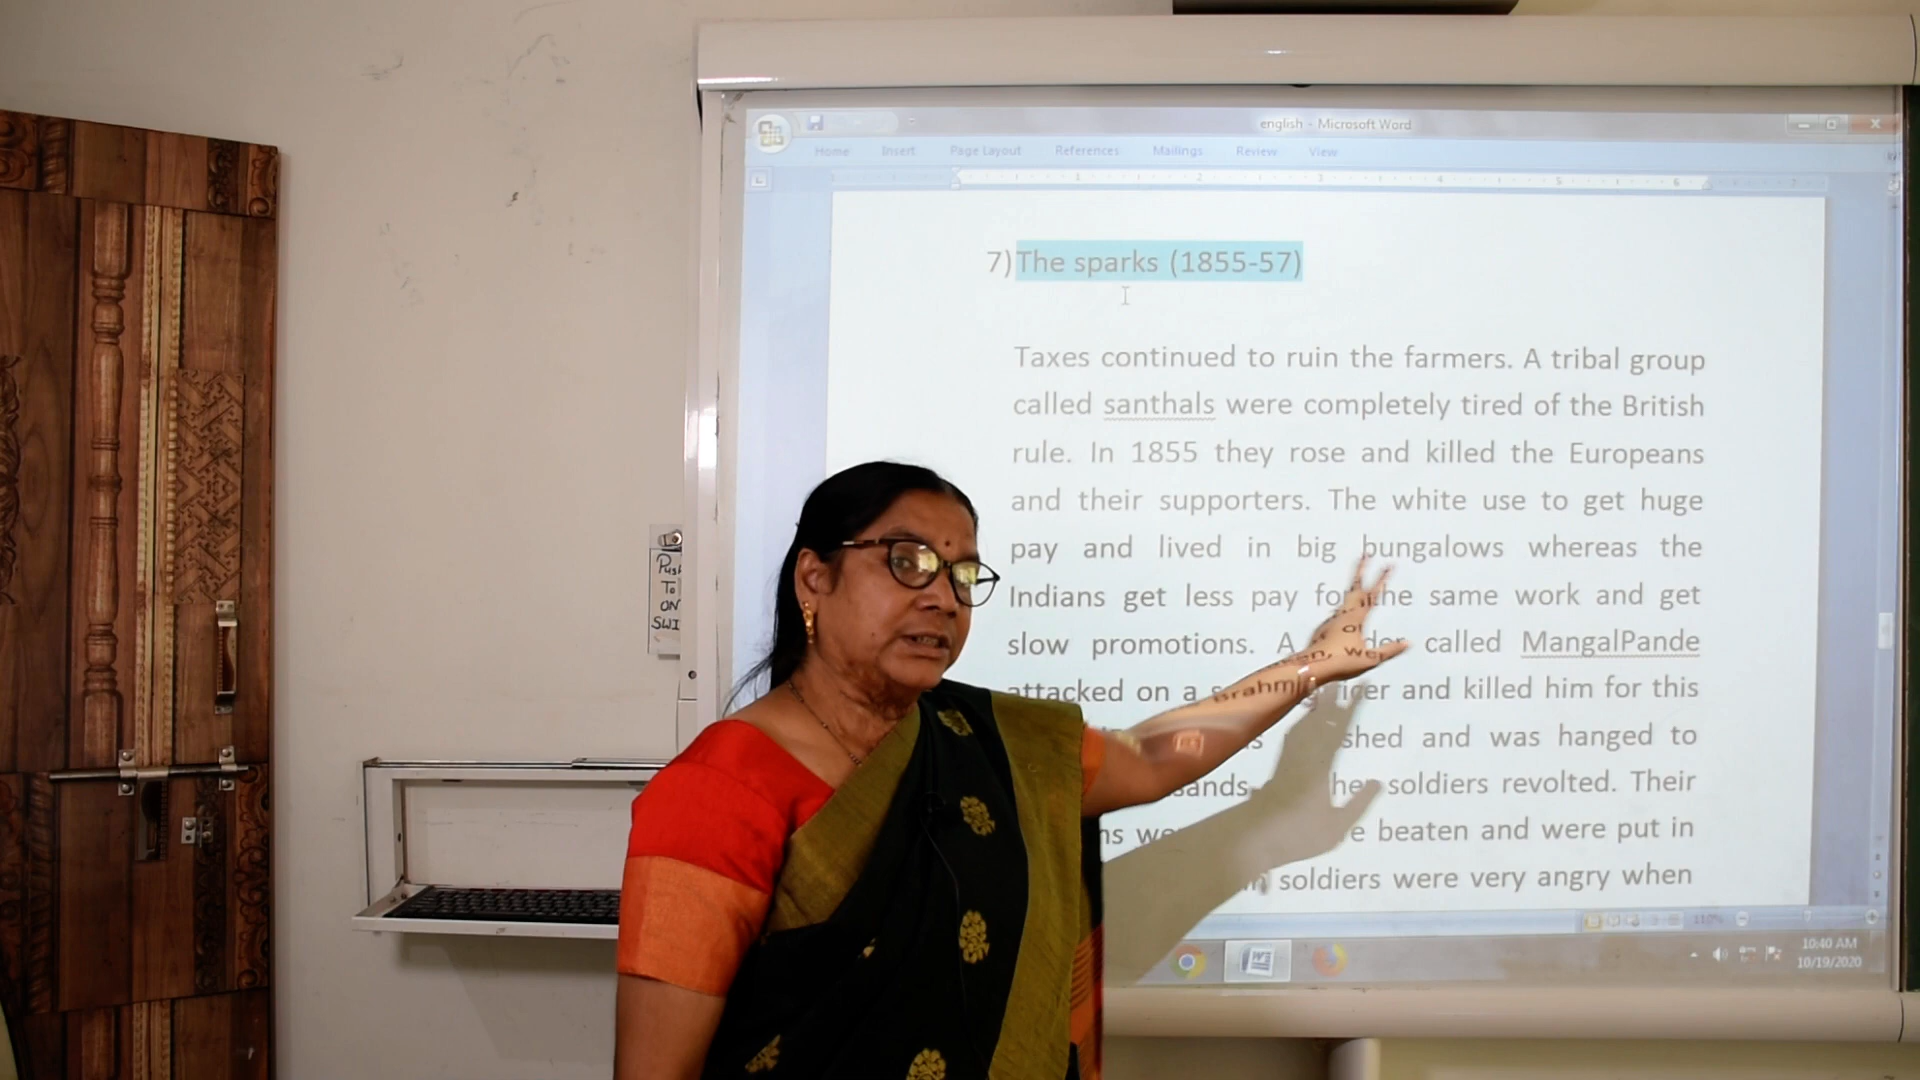 english - Microsoft Word
Home Insert Page Layout References Mailings Review View
7) The sparks (1855-57)
Taxes continued to ruin the farmers. A tribal group
called santhals were completely tired of the British
rule. In 1855 they rose and killed the Europeans
and their supporters. The white use to get huge
pay and lived in big bungalows whereas the
Indians get less pay for the same work and get
slow promotions. A called MangalPande
attacked on a and killed him for this
and was hanged to
soldiers revolted. Their
beaten and were put in
soldiers were very angry when
Push
To
ON
110%
10:40 AM
10/19/2020